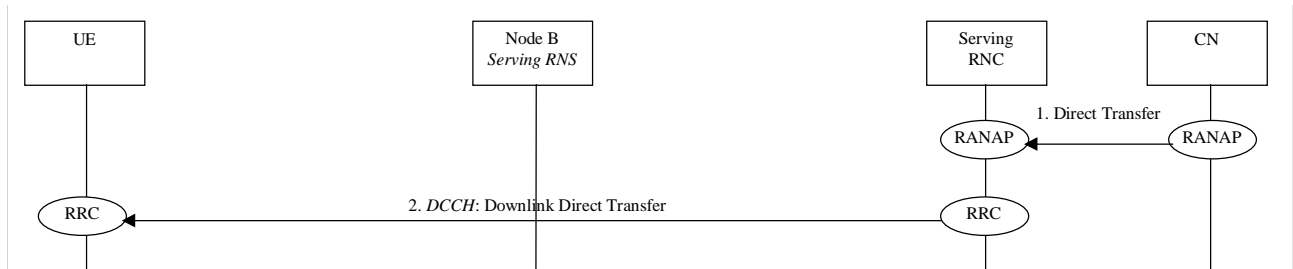 UE
Node B
Serving RNS
Serving
RNC
CN
1. Direct Transfer
RANAP
RANAP
2. DCCH: Downlink Direct Transfer
RRC
RRC